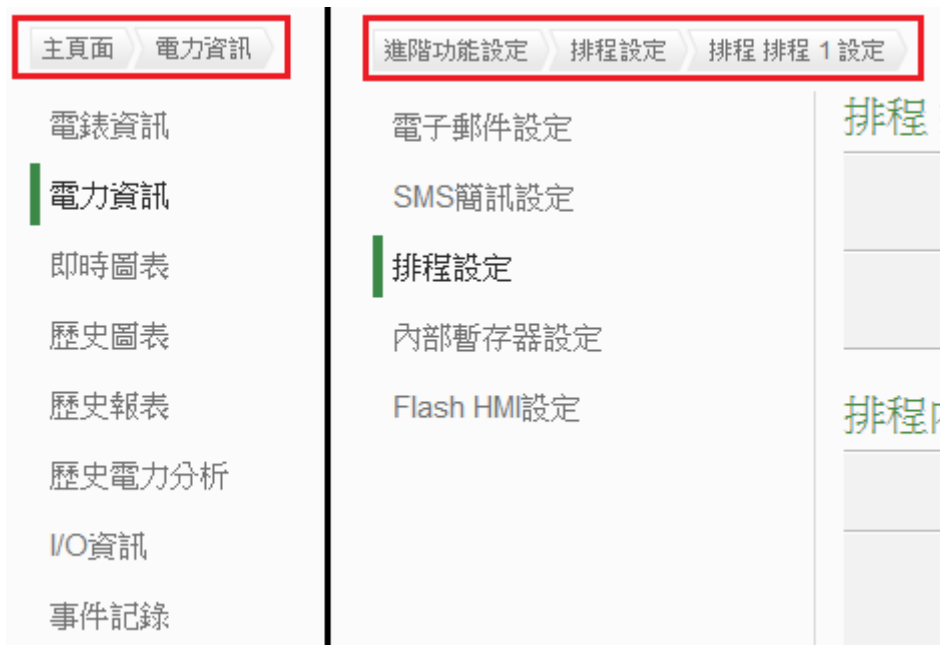 主頁面 電力資訊
電錶資訊
電力資訊
即時圖表
歷史圖表
歷史報表
歷史電力分析
I/O資訊
事件記錄
進階功能設定 排程設定 排程 排程 1 設定
電子郵件設定
SMS簡訊設定
排程設定
內部暫存器設定
Flash HMI設定
排程
排程